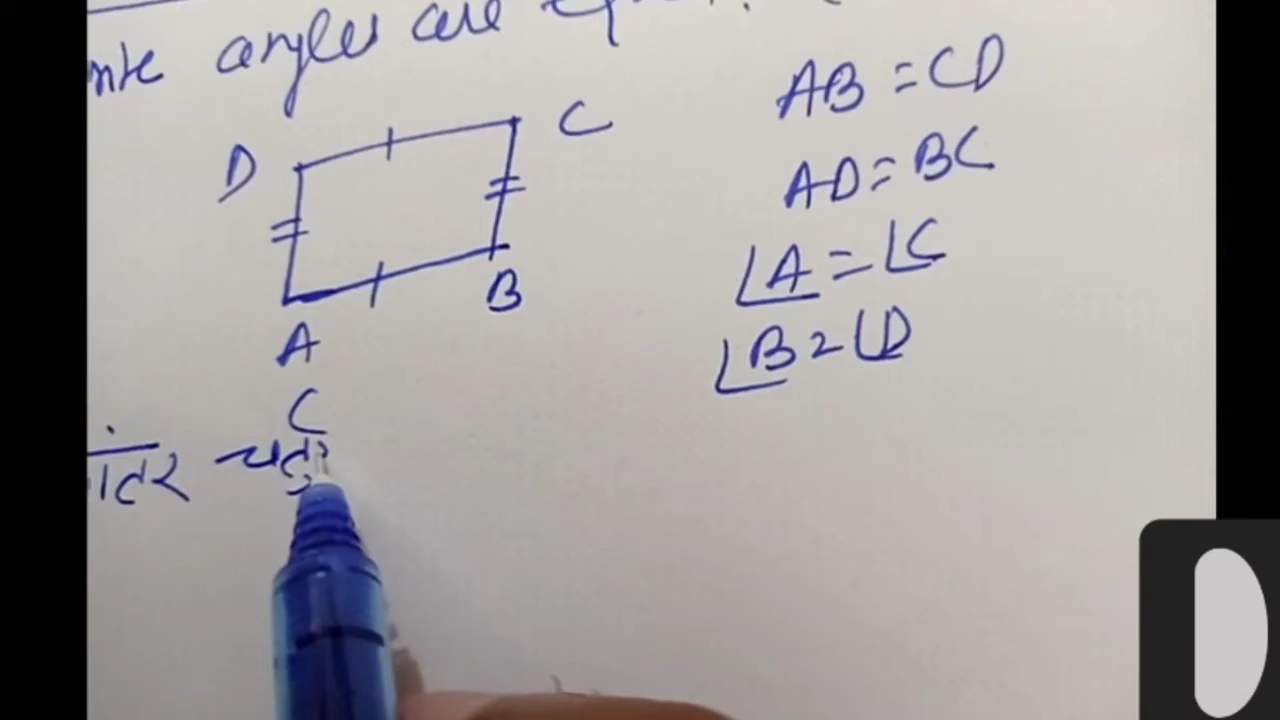 angles are
D C
AB = CD
AD = BC
∠A = ∠C
B
A
∠B = ∠D
C